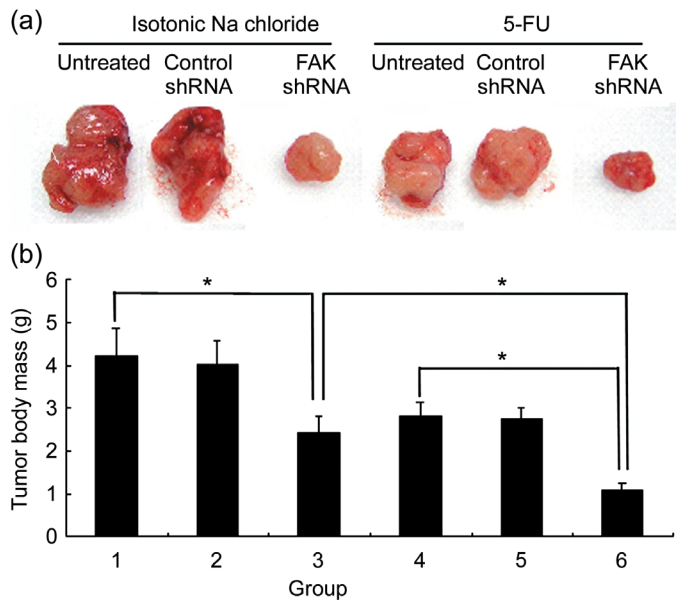 (a)
Isotonic Na chloride 5-FU
Untreated Control shRNA FAK shRNA Untreated Control shRNA FAK shRNA
(b)
Tumor body mass (g)
6
5
4
3
2
1
0
* * *
1 2 3 4 5 6
Group